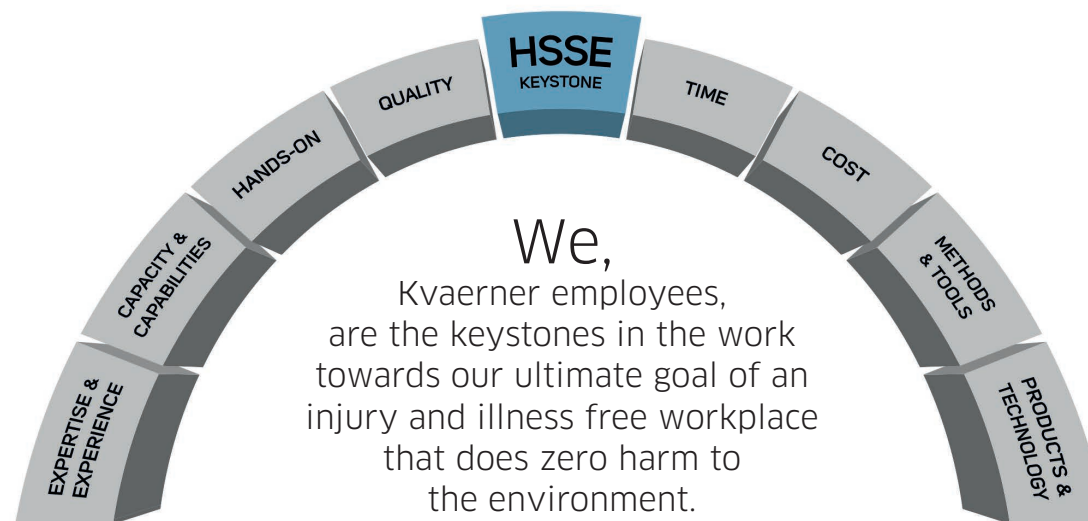 EXPERTISE &
EXPERIENCE
CAPACITY &
CAPABILITIES
HANDS-ON
QUALITY
HSSE
KEYSTONE
TIME
COST
METHODS
& TOOLS
PRODUCTS &
TECHNOLOGY
We,
Kvaerner employees,
are the keystones in the work
towards our ultimate goal of an
injury and illness free workplace
that does zero harm to
the environment.